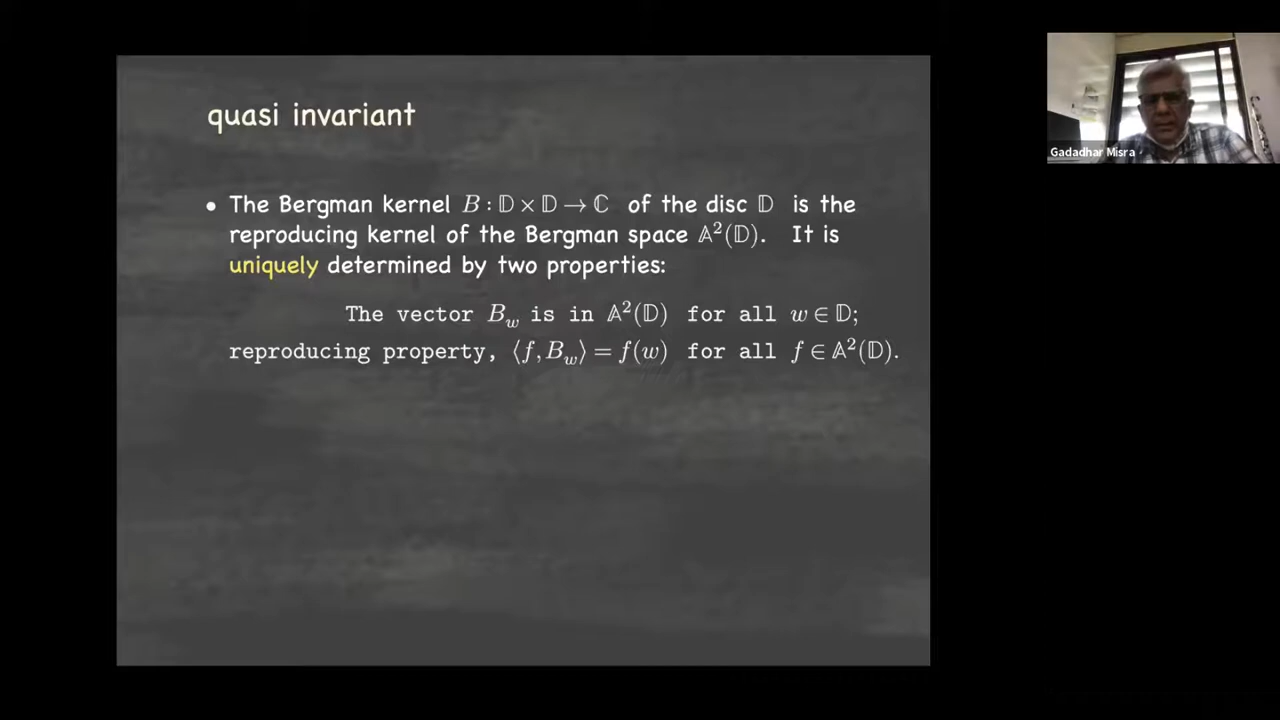 quasi invariant
• The Bergman kernel B : 𝔻 × 𝔻 → ℂ of the disc 𝔻 is the
reproducing kernel of the Bergman space 𝔸²(𝔻). It is
uniquely determined by two properties:
The vector B_w is in 𝔸²(𝔻) for all w ∈ 𝔻;
reproducing property, ⟨f, B_w⟩ = f(w) for all f ∈ 𝔸²(𝔻).
Gadadhar Misra